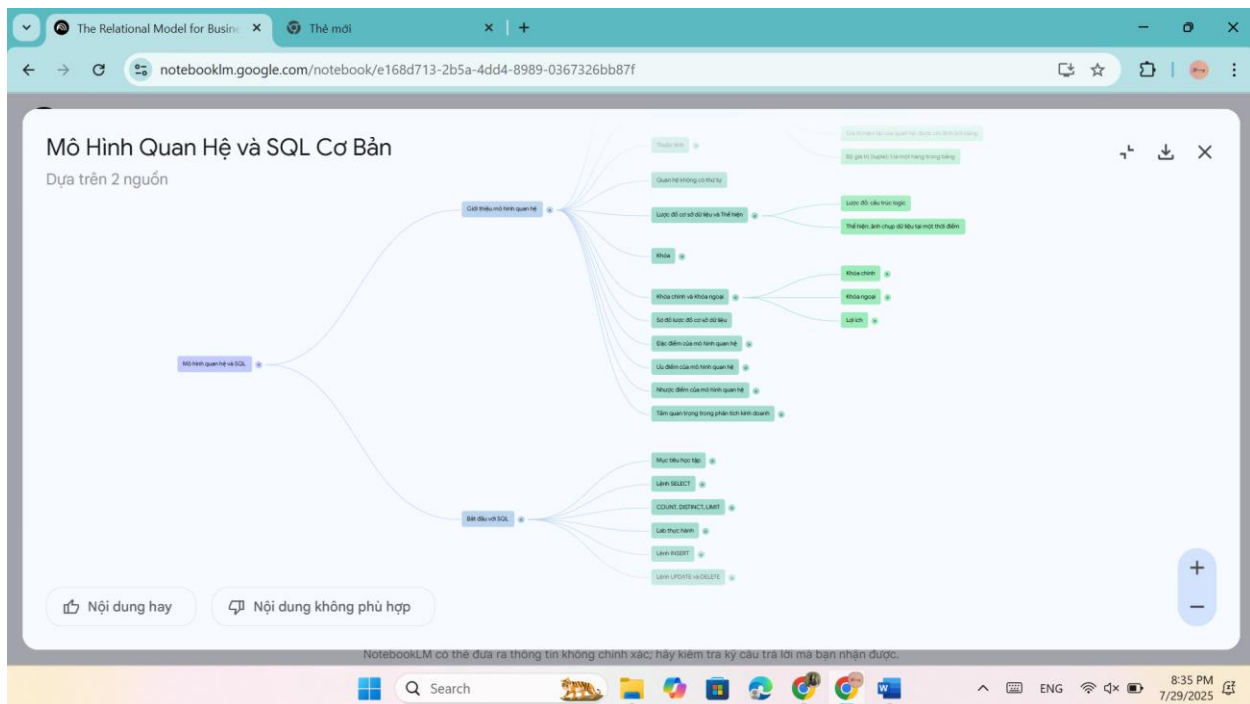 The Relational Model for Busine
Thẻ mới
notebooklm.google.com/notebook/e168d713-2b5a-4dd4-8989-0367326bb87f
Mô Hình Quan Hệ và SQL Cơ Bản
Dựa trên 2 nguồn
Mô hình quan hệ và SQL
Giới thiệu mô hình quan hệ
Thuộc tính
Quan hệ không có thứ tự
Lược đồ cơ sở dữ liệu và Thể hiện
Lược đồ: cấu trúc logic
Thể hiện: ảnh chụp dữ liệu tại một thời điểm
Khóa
Khóa chính và Khóa ngoại
Khóa chính
Khóa ngoại
Lợi ích
Sơ đồ lược đồ cơ sở dữ liệu
Đặc điểm của mô hình quan hệ
Ưu điểm của mô hình quan hệ
Nhược điểm của mô hình quan hệ
Tầm quan trọng trong phân tích kinh doanh
Bắt đầu với SQL
Mục tiêu học tập
Lệnh SELECT
COUNT, DISTINCT, LIMIT
Lab thực hành
Lệnh INSERT
Lệnh UPDATE và DELETE
Nội dung hay
Nội dung không phù hợp
NotebookLM có thể đưa ra thông tin không chính xác; hãy kiểm tra kỹ câu trả lời mà bạn nhận được.
Search
ENG
8:35 PM
7/29/2025